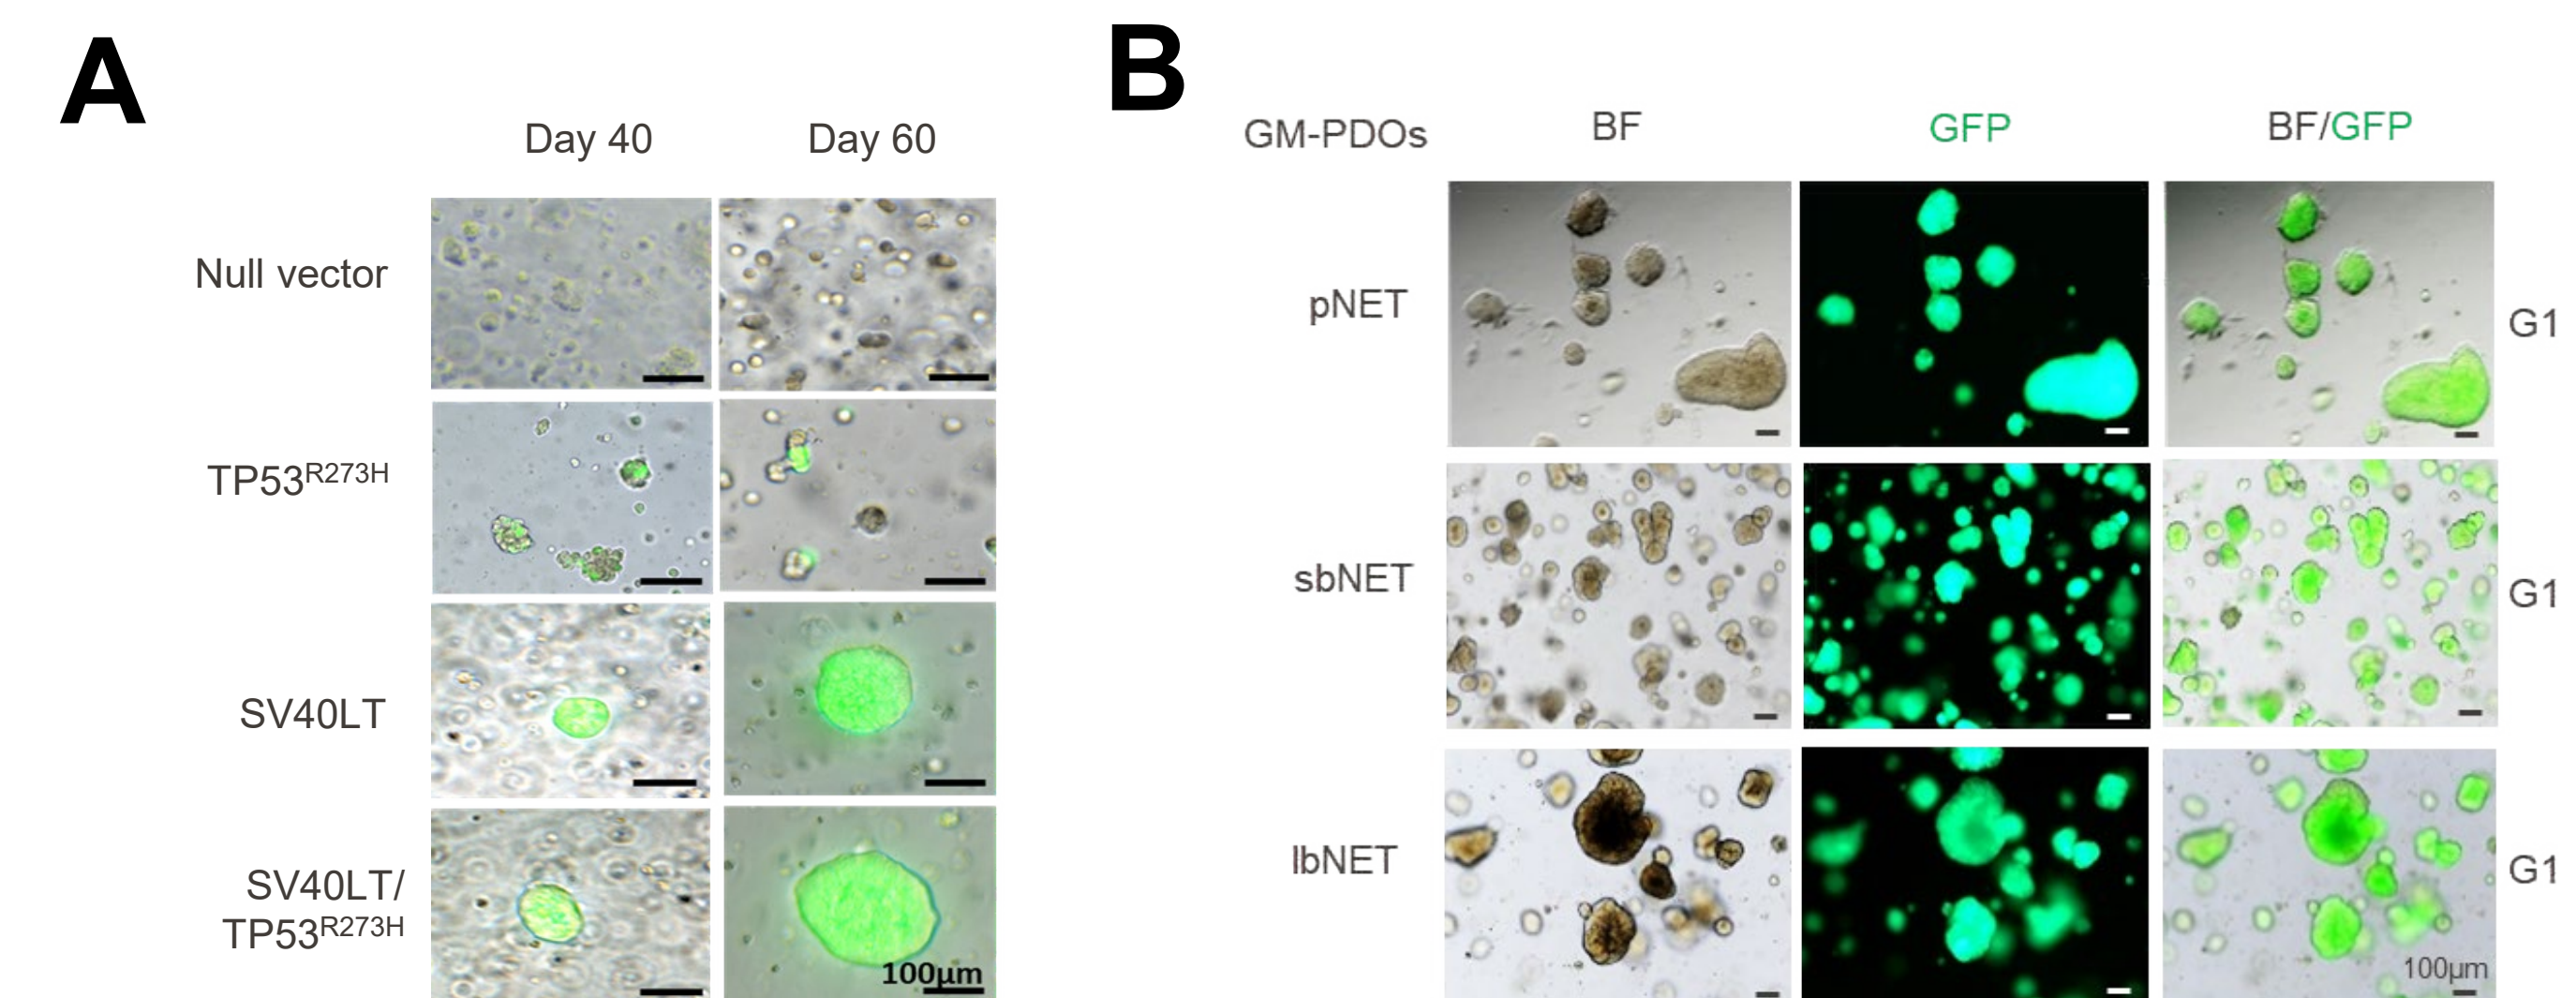 A
B
Day 40
Day 60
GM-PDOs
BF
GFP
BF/GFP
Null vector
pNET
G1
TP53R273H
sbNET
G1
SV40LT
lbNET
G1
SV40LT/
TP53R273H
100µm
100µm